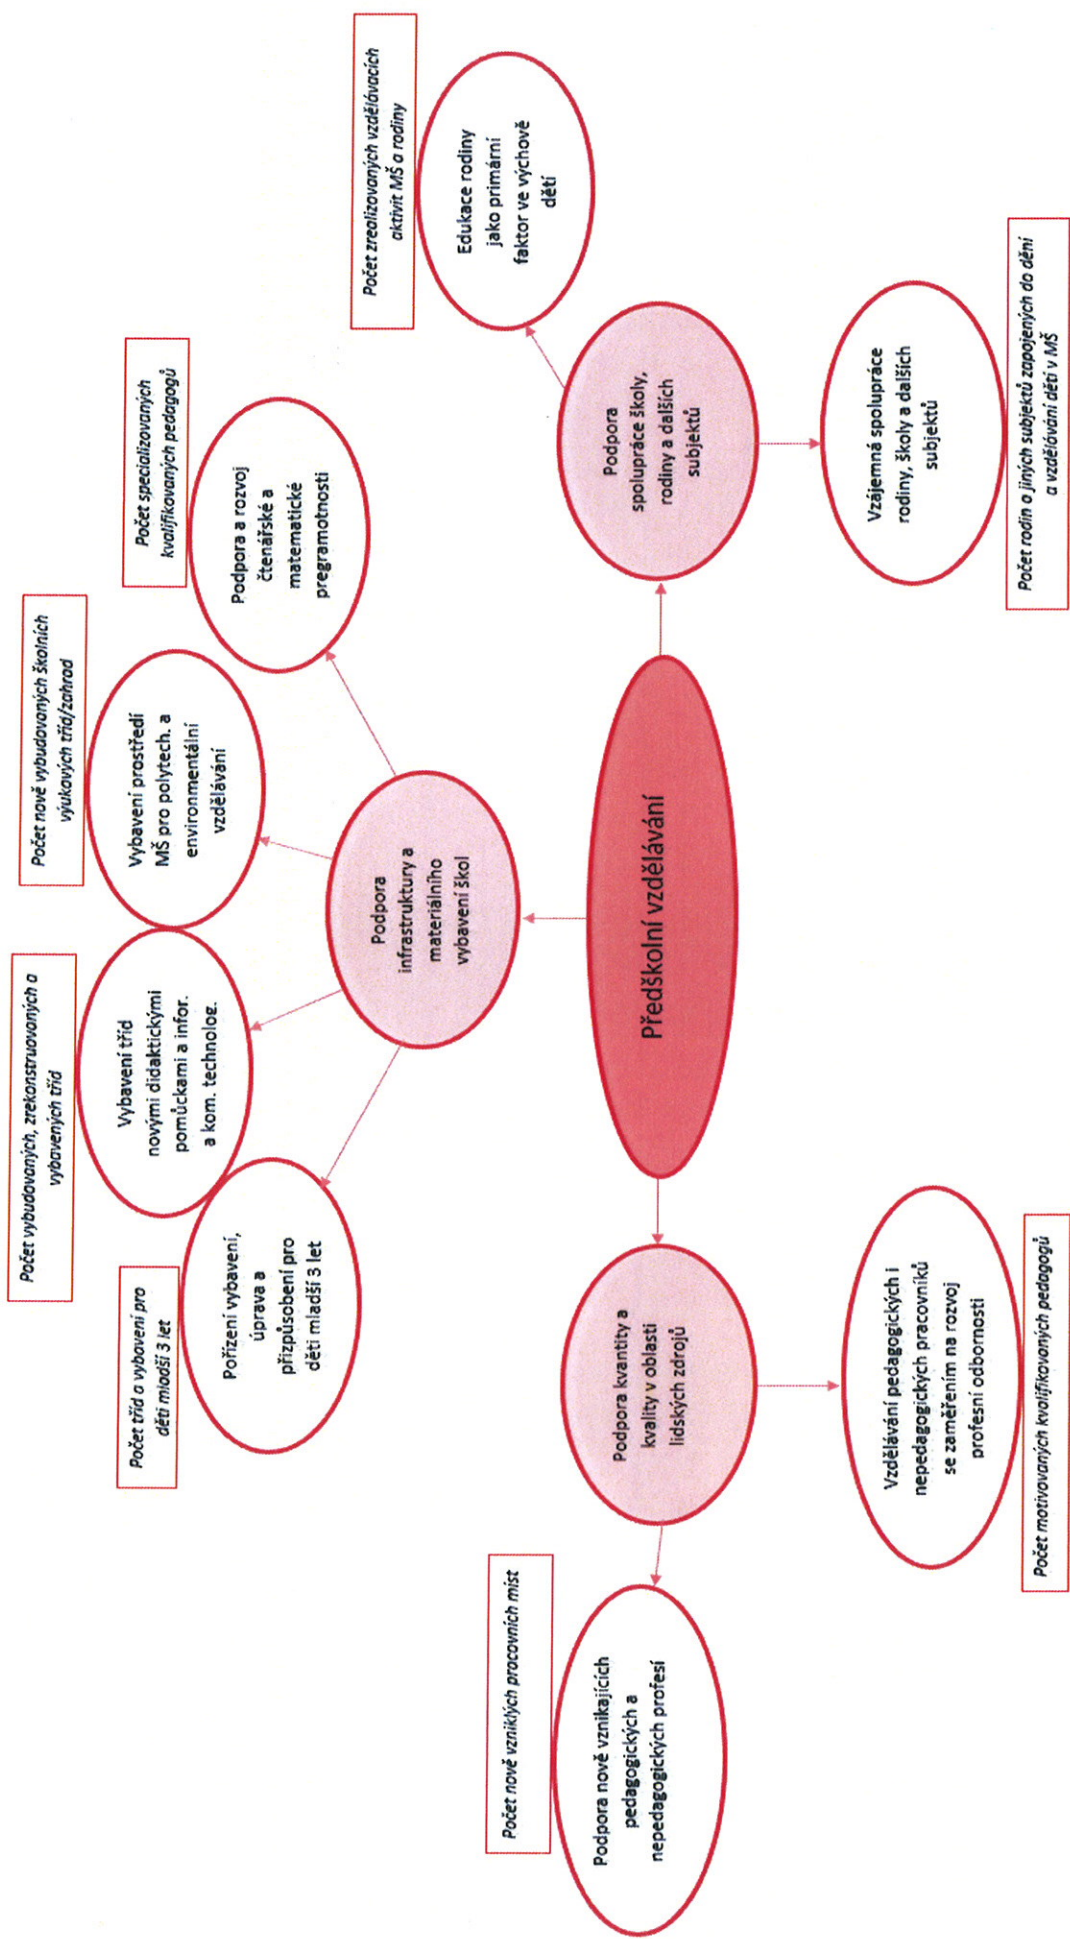 Počet vybudovaných, zrekonstruovaných a
vybavených tříd
Počet nově vybudovaných školních
výukových tříd/zahrad
Počet tříd a vybavení pro
děti mladší 3 let
Počet specializovaných
kvalifikovaných pedagogů
Vybavení tříd
novými didaktickými
pomůckami a infor.
a kom. technolog.
Vybavení prostředí
MŠ pro polytech. a
environmentální
vzdělávání
Pořízení vybavení,
úprava a
přizpůsobení pro
děti mladší 3 let
Podpora a rozvoj
čtenářské a
matematické
pregramotnosti
Počet zrealizovaných vzdělávacích
aktivit MŠ a rodiny
Podpora
infrastruktury a
materiálního
vybavení škol
Edukace rodiny
jako primární
faktor ve výchově
dětí
Počet nově vzniklých pracovních míst
Podpora nově vznikajících
pedagogických a
nepedagogických profesí
Podpora kvantity a
kvality v oblasti
lidských zdrojů
Předškolní vzdělávání
Podpora
spolupráce školy,
rodiny a dalších
subjektů
Vzdělávání pedagogických i
nepedagogických pracovníků
se zaměřením na rozvoj
profesní odbornosti
Vzájemná spolupráce
rodiny, školy a dalších
subjektů
Počet motivovaných kvalifikovaných pedagogů
Počet rodin a jiných subjektů zapojených do dění
a vzdělávání dětí v MŠ